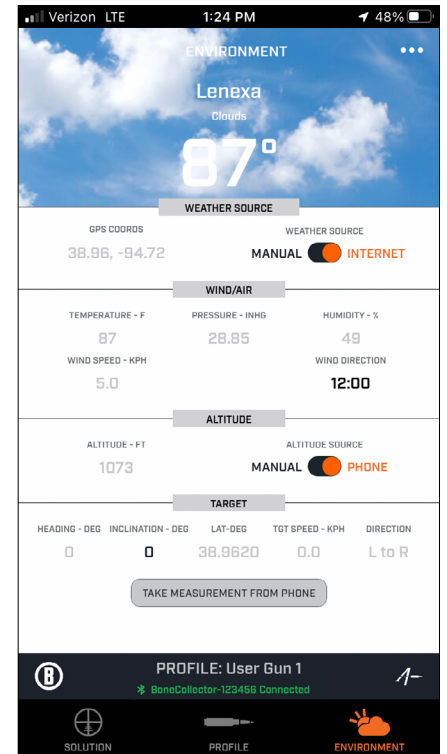 Verizon LTE 1:24 PM 48%
ENVIRONMENT
Lenexa
Clouds
87°
WEATHER SOURCE
GPS COORDS WEATHER SOURCE
38.96, -94.72 MANUAL INTERNET
WIND/AIR
TEMPERATURE - F PRESSURE - INHG HUMIDITY - %
87 28.85 49
WIND SPEED - KPH WIND DIRECTION
5.0 12:00
ALTITUDE
ALTITUDE - FT ALTITUDE SOURCE
1073 MANUAL PHONE
TARGET
HEADING - DEG INCLINATION - DEG LAT-DEG TGT SPEED - KPH DIRECTION
0 0 38.9620 0.0 L to R
TAKE MEASUREMENT FROM PHONE
B PROFILE: User Gun 1 A
BoneCollector-123456 Connected
SOLUTION PROFILE ENVIRONMENT